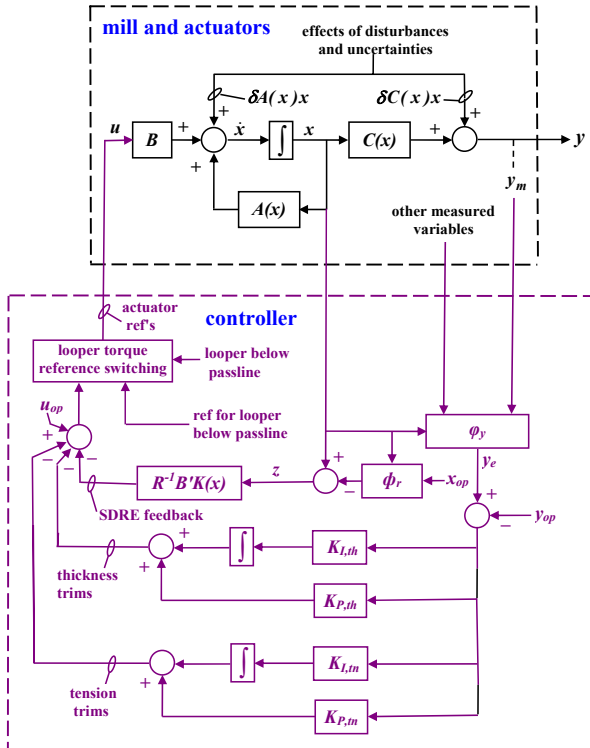 mill and actuators
effects of disturbances
and uncertainties
δA( x )x
δC( x )x
+
+
u
B
+
ẋ
∫
x
C(x)
+
y
+
A(x)
y_m
other measured
variables
actuator
ref's
controller
looper torque
reference switching
looper below
passline
u_op
ref for looper
below passline
+
−
−
−
φ_y
y_e
R⁻¹B'K(x)
z
+
−
ϕ_r
x_op
+
−
y_op
SDRE feedback
+
+
∫
K_I,th
thickness
trims
K_P,th
+
+
∫
K_I,tn
tension
trims
K_P,tn